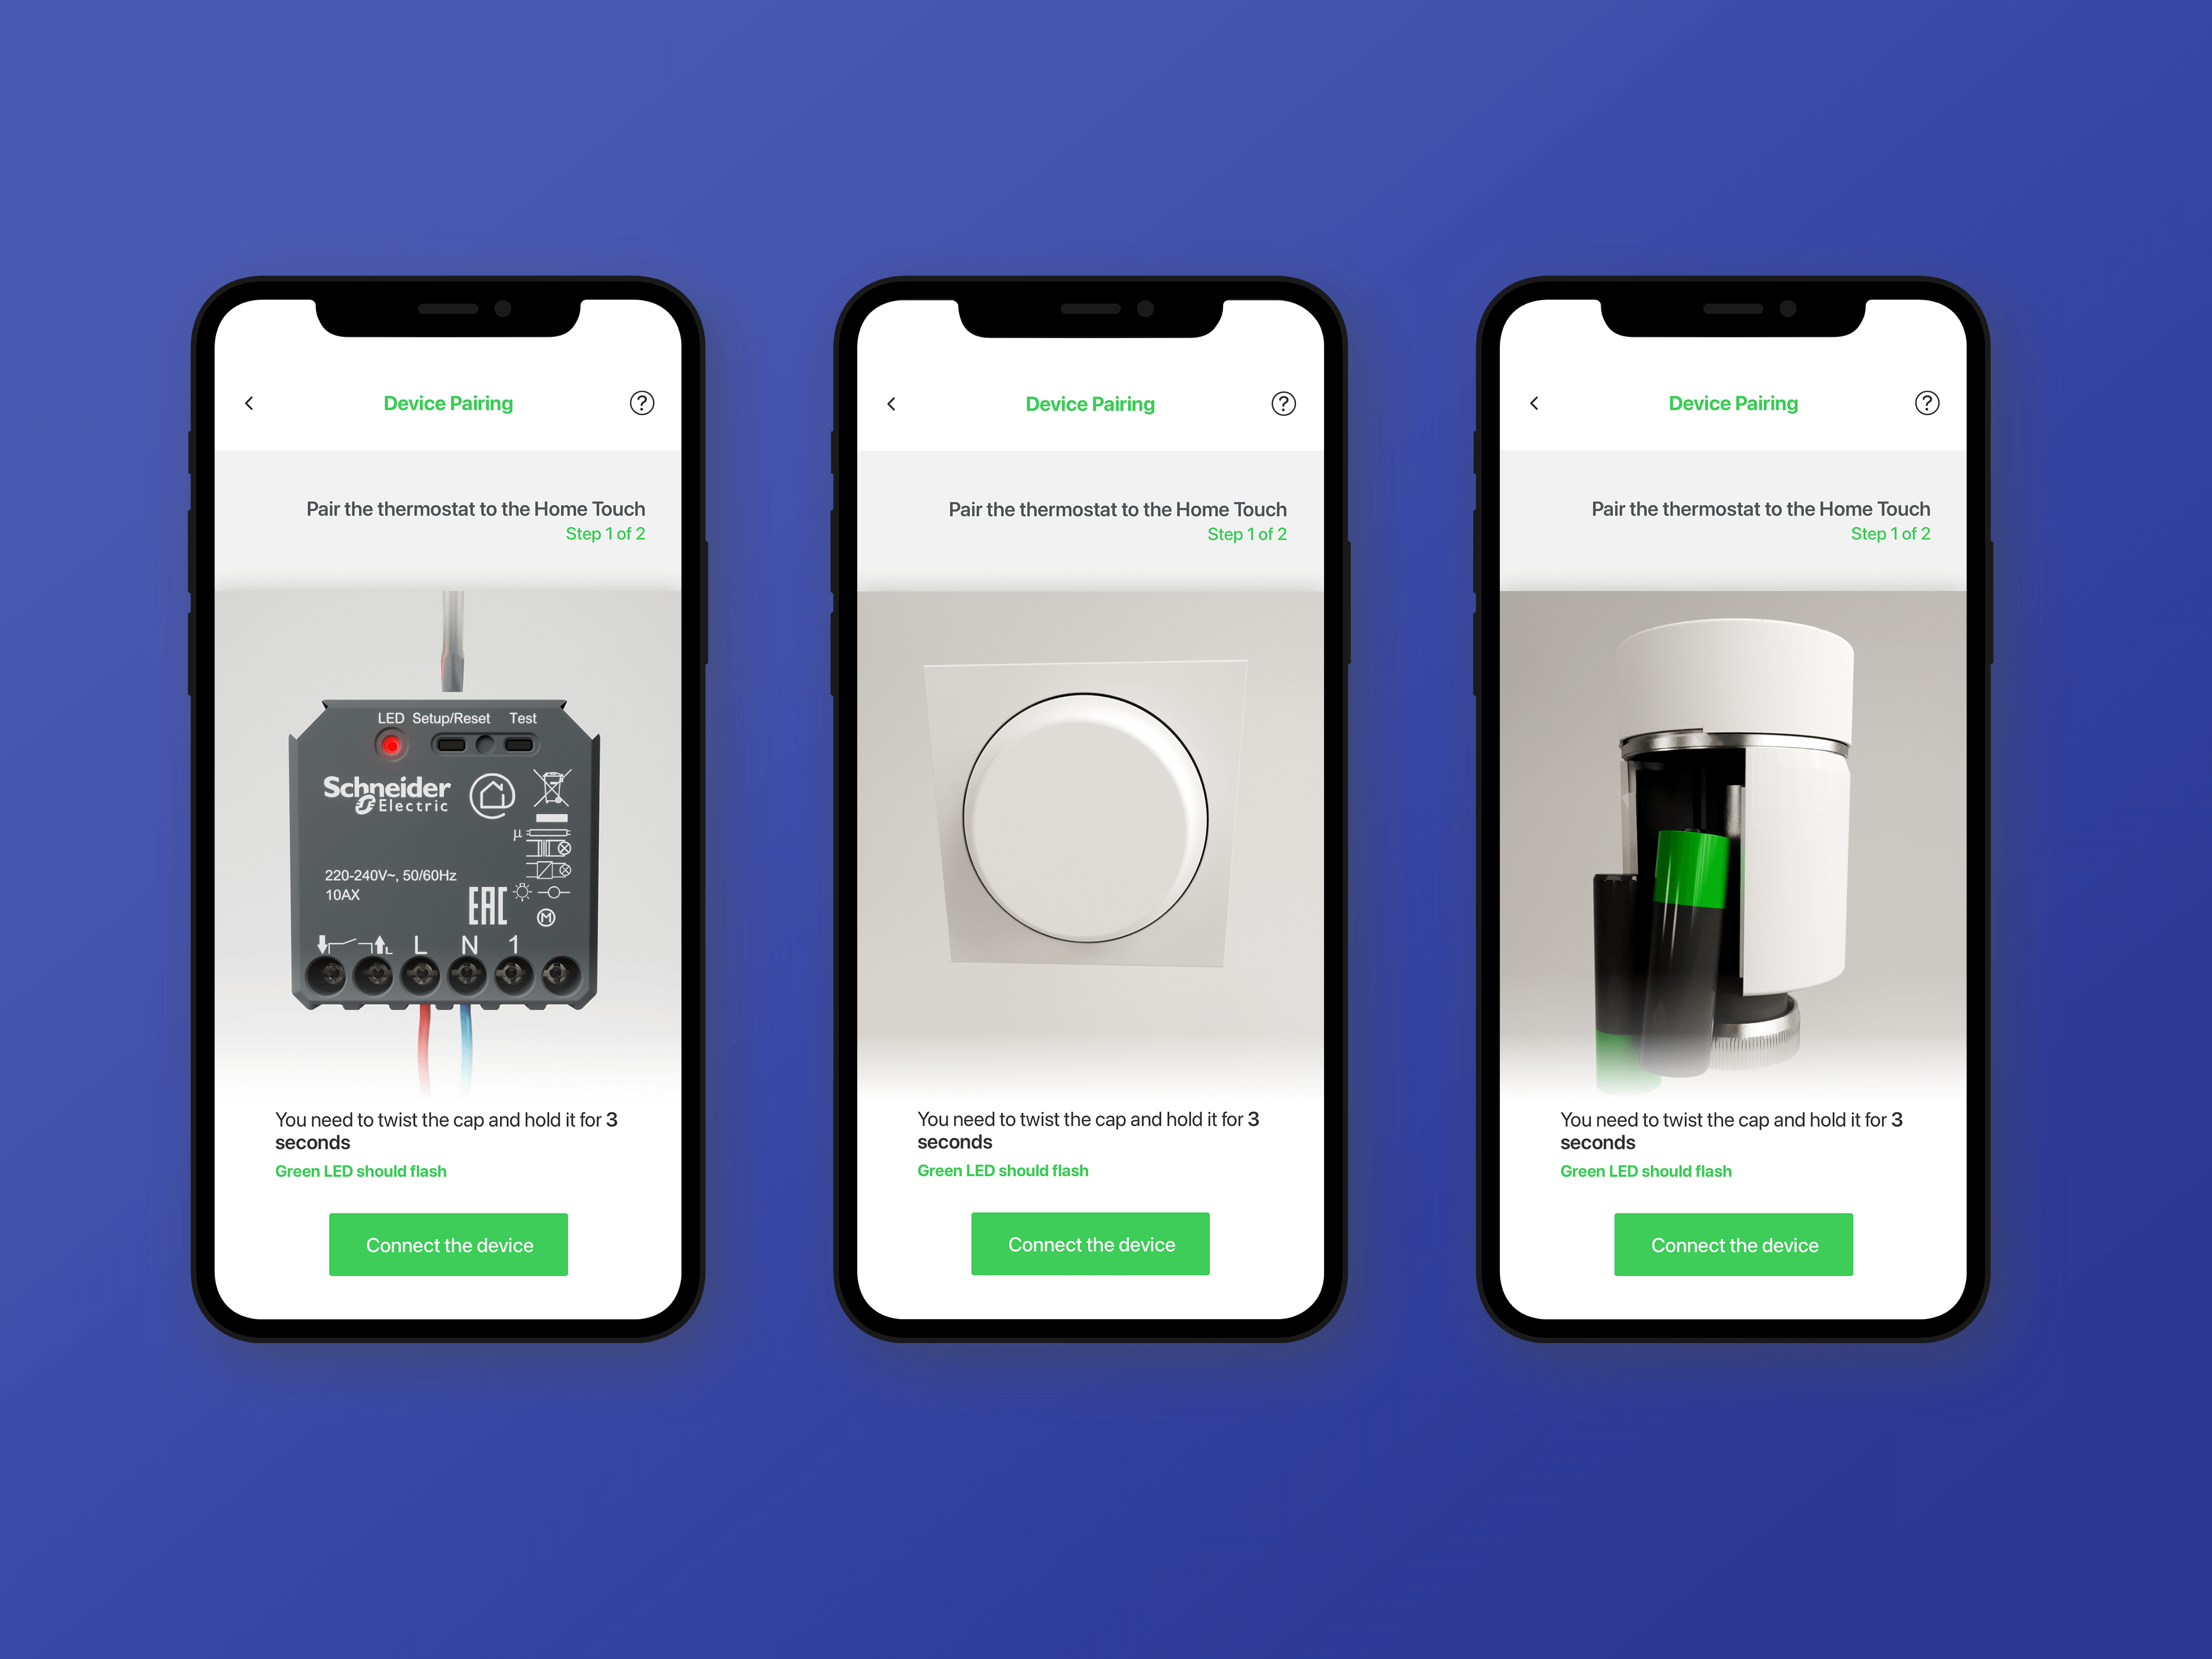 Device Pairing
?
Pair the thermostat to the Home Touch
Step 1 of 2
LED Setup/Reset Test
Schneider
Electric
μ
220-240V~, 50/60Hz
10AX
EAC
M
L
L N 1
You need to twist the cap and hold it for 3
seconds
Green LED should flash
Connect the device
Device Pairing
?
Pair the thermostat to the Home Touch
Step 1 of 2
You need to twist the cap and hold it for 3
seconds
Green LED should flash
Connect the device
Device Pairing
?
Pair the thermostat to the Home Touch
Step 1 of 2
You need to twist the cap and hold it for 3
seconds
Green LED should flash
Connect the device